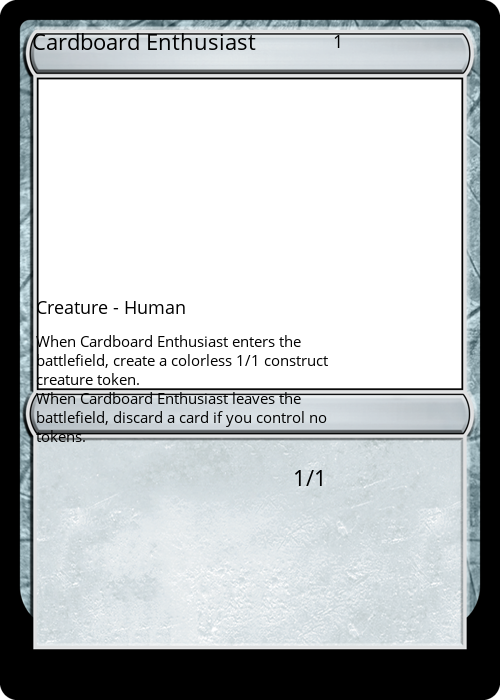 Cardboard Enthusiast 1
Creature - Human
When Cardboard Enthusiast enters the
battlefield, create a colorless 1/1 construct
creature token.
When Cardboard Enthusiast leaves the
battlefield, discard a card if you control no
tokens.
1/1